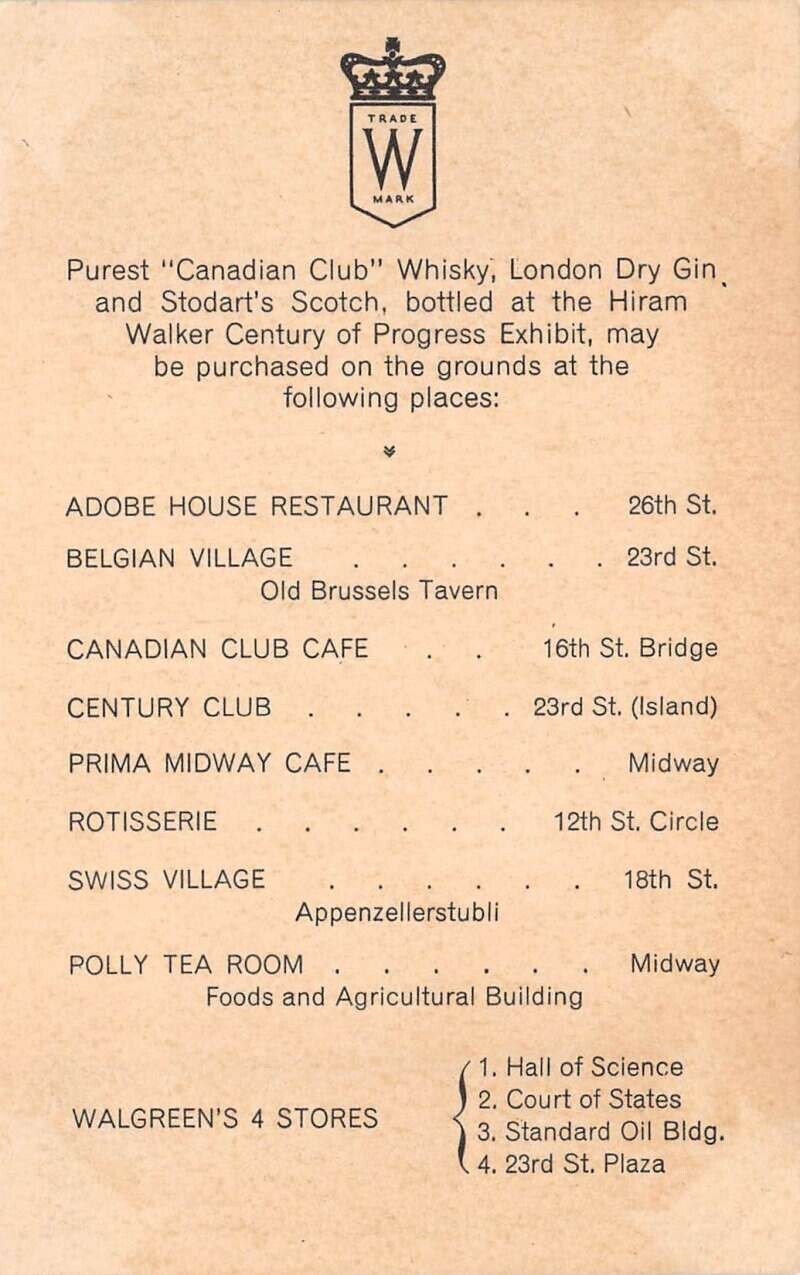 TRADE
W
MARK
Purest "Canadian Club" Whisky, London Dry Gin,
and Stodart's Scotch, bottled at the Hiram
Walker Century of Progress Exhibit, may
be purchased on the grounds at the
following places:
ADOBE HOUSE RESTAURANT . . . 26th St.
BELGIAN VILLAGE . . . . . . 23rd St.
Old Brussels Tavern
CANADIAN CLUB CAFE . . 16th St. Bridge
CENTURY CLUB . . . . . 23rd St. (Island)
PRIMA MIDWAY CAFE . . . . . Midway
ROTISSERIE . . . . . . 12th St. Circle
SWISS VILLAGE . . . . . . 18th St.
Appenzellerstubli
POLLY TEA ROOM . . . . . . Midway
Foods and Agricultural Building
WALGREEN'S 4 STORES
1. Hall of Science
2. Court of States
3. Standard Oil Bldg.
4. 23rd St. Plaza